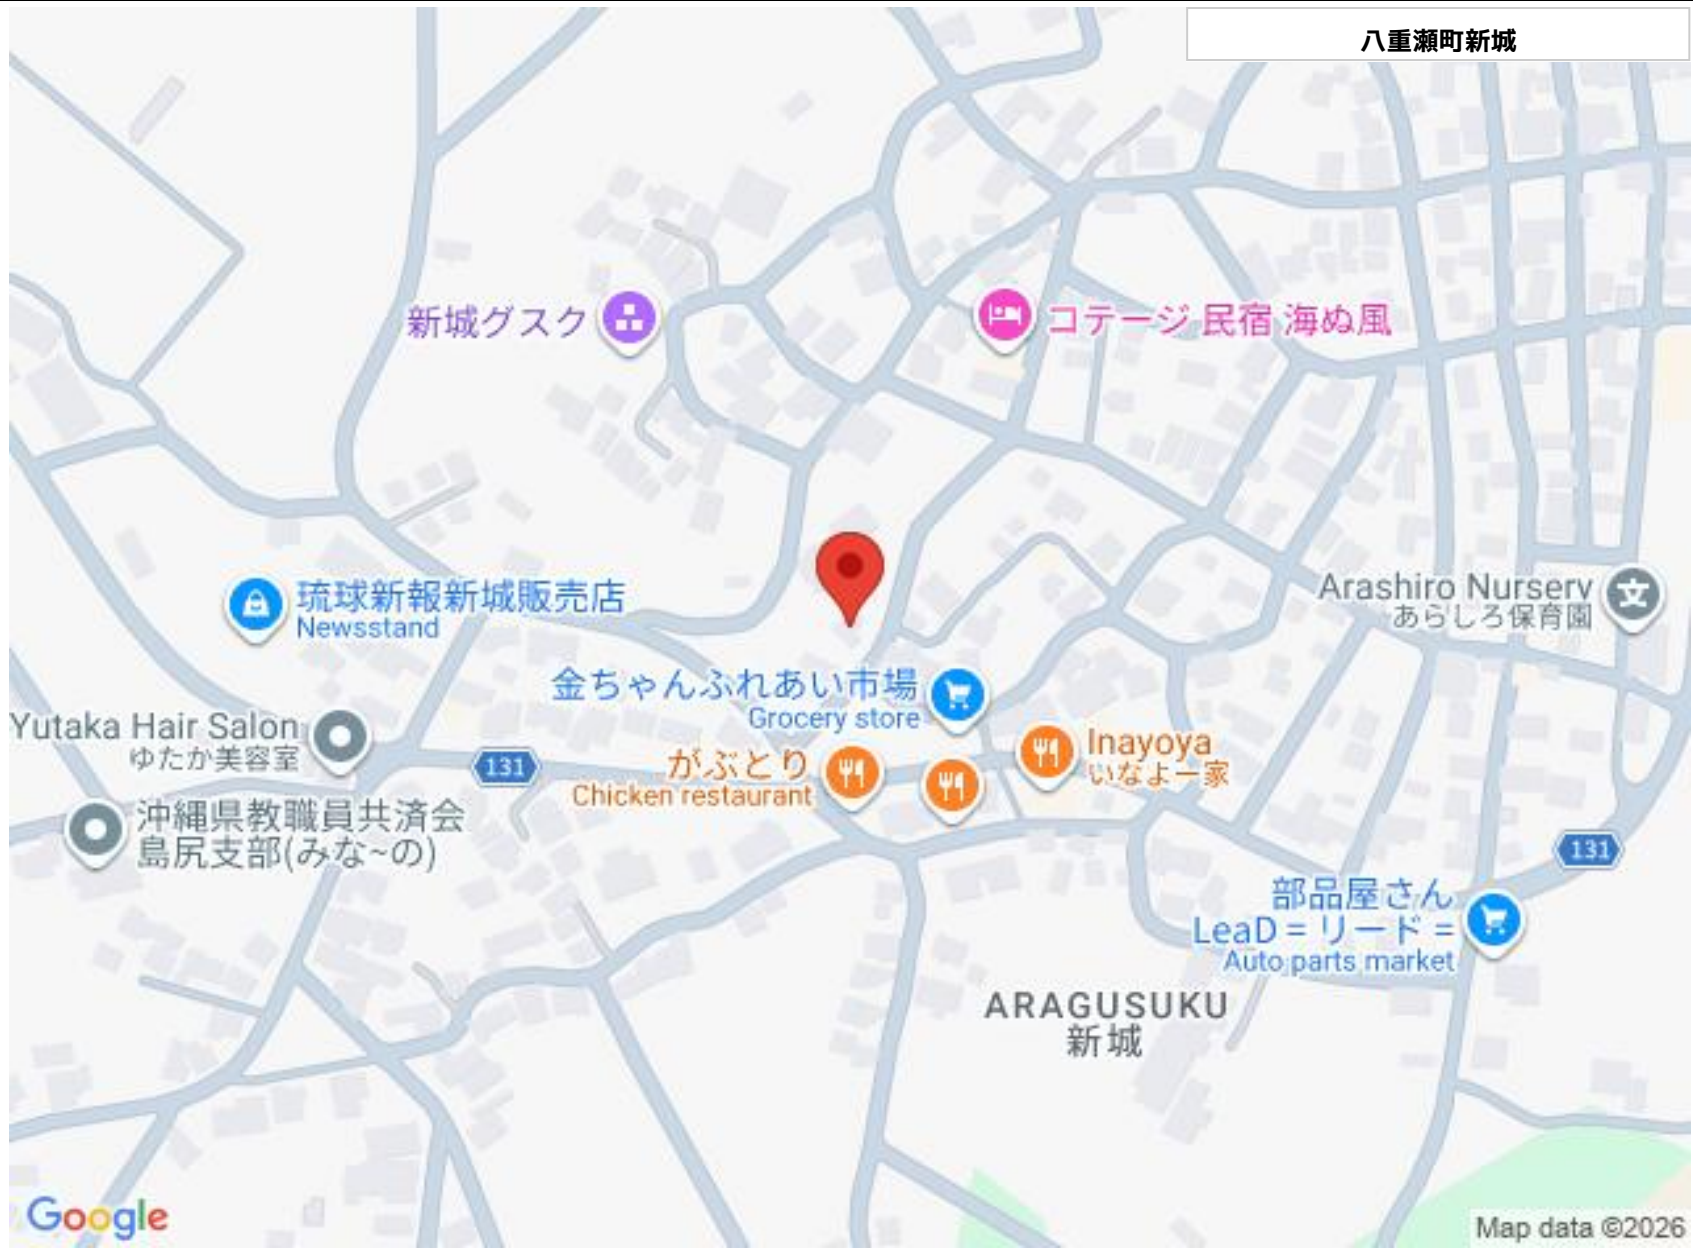 八重瀬町新城
新城グスク
コテージ 民宿 海ぬ風
Arashiro Nurserv
あらしろ保育園
琉球新報新城販売店
Newsstand
金ちゃんふれあい市場
Grocery store
Yutaka Hair Salon
ゆたか美容室
131
がぶとり
Chicken restaurant
Inayoya
いなよー家
沖縄県教職員共済会
島尻支部(みな~の)
131
部品屋さん
LeaD = リード =
Auto parts market
ARAGUSUKU
新城
Google
Map data ©2026